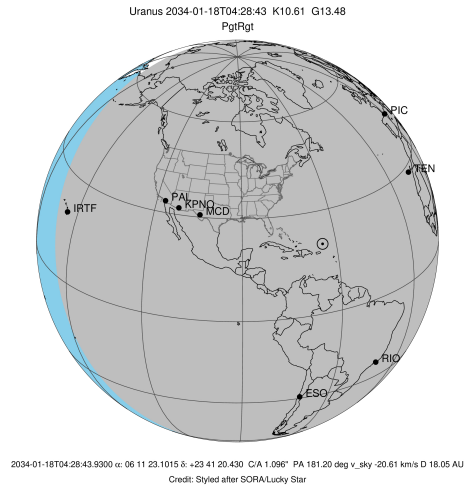 Uranus 2034-01-18T04:28:43 K10.61 G13.48
PgtRgt
PIC
TEN
IRTF
PAL
KPNO
MCD
RIO
ESO
2034-01-18T04:28:43.9300 α: 06 11 23.1015 δ: +23 41 20.430 C/A 1.096" PA 181.20 deg v_sky -20.61 km/s D 18.05 AU
Credit: Styled after SORA/Lucky Star